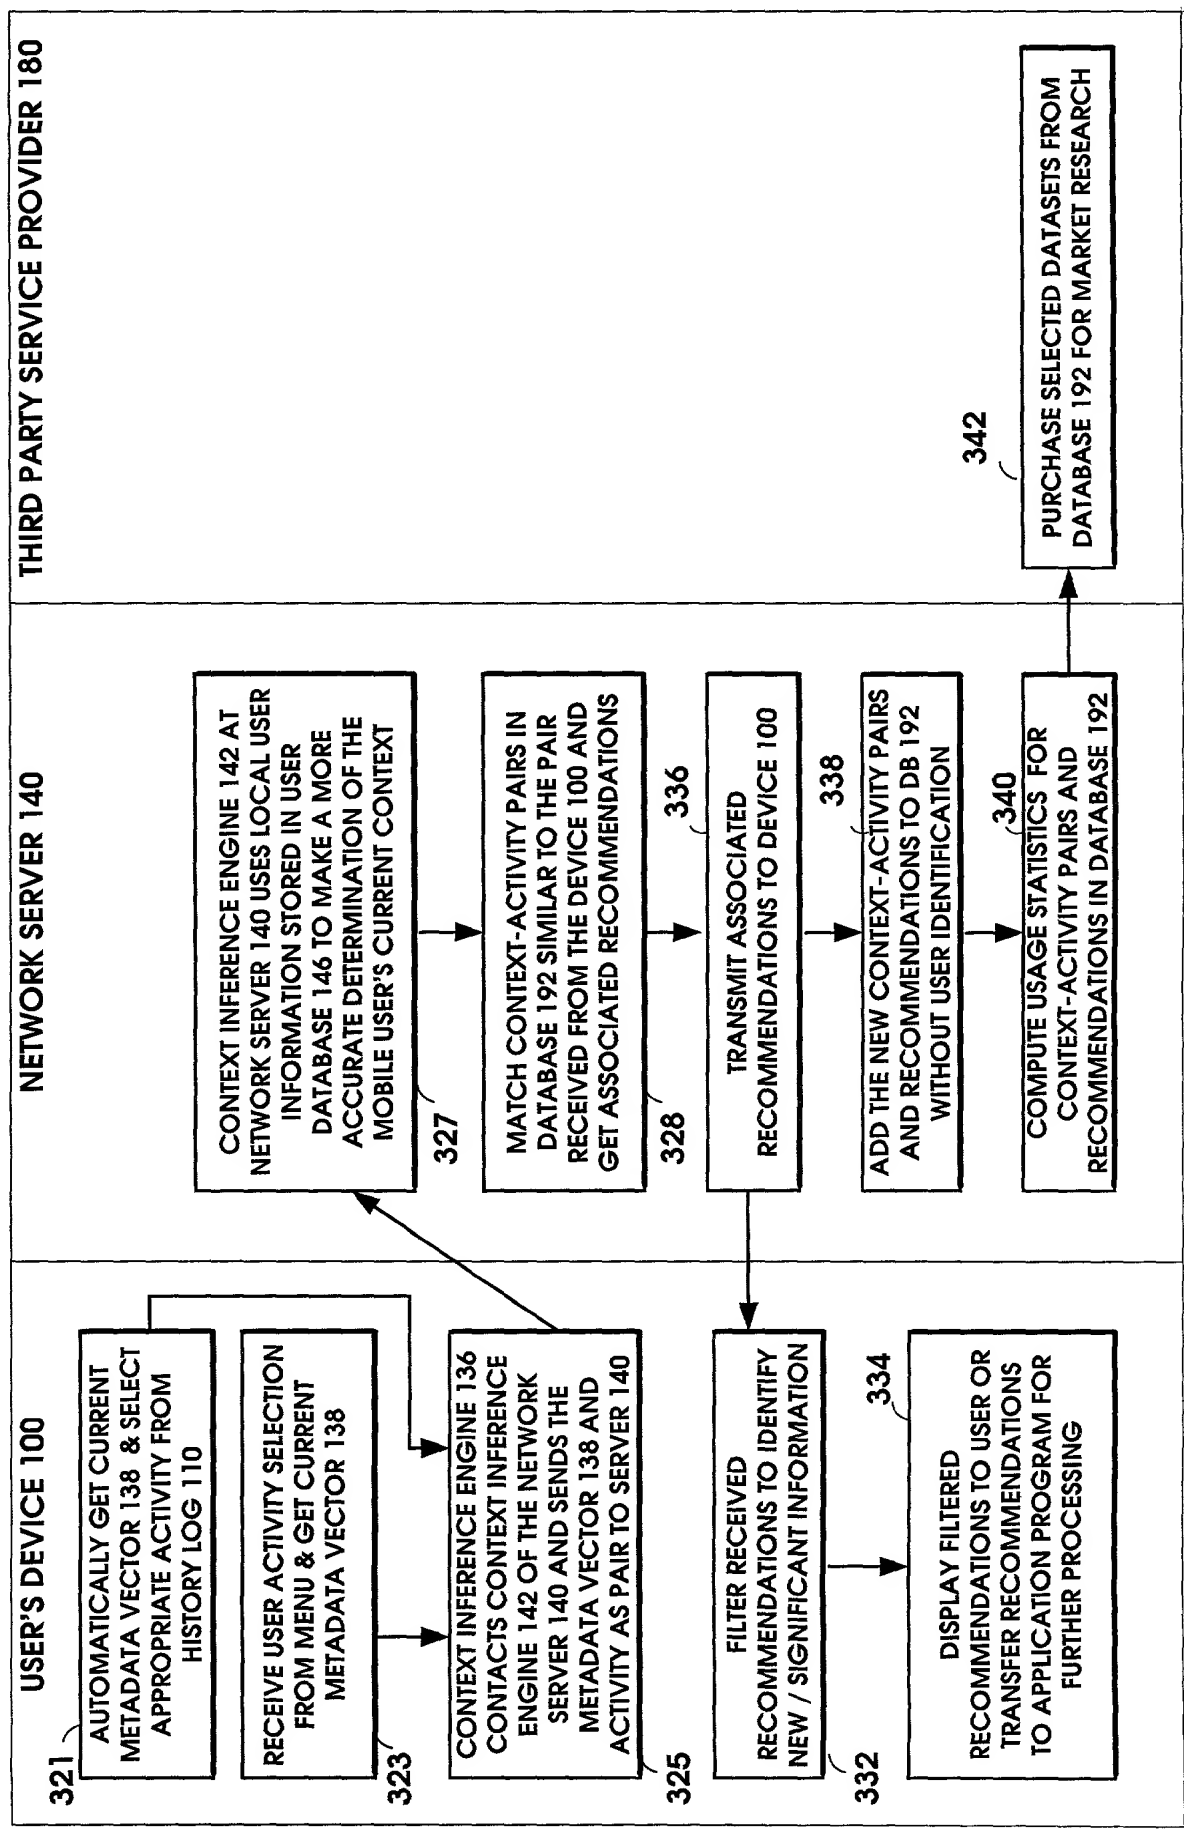 USER'S DEVICE 100
321
AUTOMATICALLY GET CURRENT
METADATA VECTOR 138 & SELECT
APPROPRIATE ACTIVITY FROM
HISTORY LOG 110
RECEIVE USER ACTIVITY SELECTION
FROM MENU & GET CURRENT
METADATA VECTOR 138
323
CONTEXT INFERENCE ENGINE 136
CONTACTS CONTEXT INFERENCE
ENGINE 142 OF THE NETWORK
SERVER 140 AND SENDS THE
METADATA VECTOR 138 AND
ACTIVITY AS PAIR TO SERVER 140
325
FILTER RECEIVED
RECOMMENDATIONS TO IDENTIFY
NEW / SIGNIFICANT INFORMATION
332
334
DISPLAY FILTERED
RECOMMENDATIONS TO USER OR
TRANSFER RECOMMENDATIONS
TO APPLICATION PROGRAM FOR
FURTHER PROCESSING
NETWORK SERVER 140
CONTEXT INFERENCE ENGINE 142 AT
NETWORK SERVER 140 USES LOCAL USER
INFORMATION STORED IN USER
DATABASE 146 TO MAKE A MORE
ACCURATE DETERMINATION OF THE
MOBILE USER'S CURRENT CONTEXT
327
MATCH CONTEXT-ACTIVITY PAIRS IN
DATABASE 192 SIMILAR TO THE PAIR
RECEIVED FROM THE DEVICE 100 AND
GET ASSOCIATED RECOMMENDATIONS
328
336
TRANSMIT ASSOCIATED
RECOMMENDATIONS TO DEVICE 100
338
ADD THE NEW CONTEXT-ACTIVITY PAIRS
AND RECOMMENDATIONS TO DB 192
WITHOUT USER IDENTIFICATION
340
COMPUTE USAGE STATISTICS FOR
CONTEXT-ACTIVITY PAIRS AND
RECOMMENDATIONS IN DATABASE 192
THIRD PARTY SERVICE PROVIDER 180
342
PURCHASE SELECTED DATASETS FROM
DATABASE 192 FOR MARKET RESEARCH